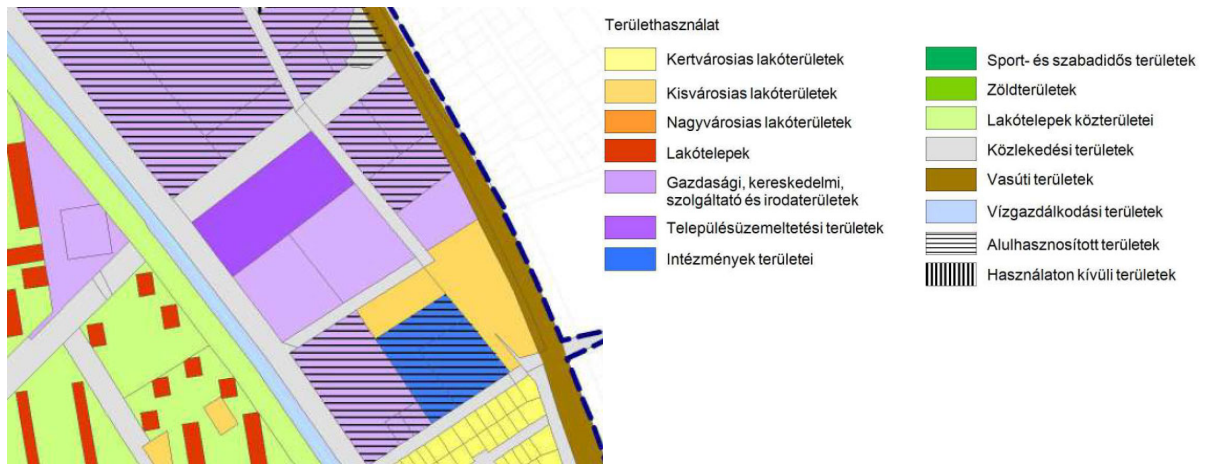 Területhasználat
Kertvárosias lakóterületek
Kisvárosias lakóterületek
Nagyvárosias lakóterületek
Lakótelepek
Gazdasági, kereskedelmi,
szolgáltató és irodaterületek
Településüzemeltetési területek
Intézmények területei
Sport- és szabadidős területek
Zöldterületek
Lakótelepek közterületei
Közlekedési területek
Vasúti területek
Vízgazdálkodási területek
Alulhasznósított területek
Használaton kívüli területek